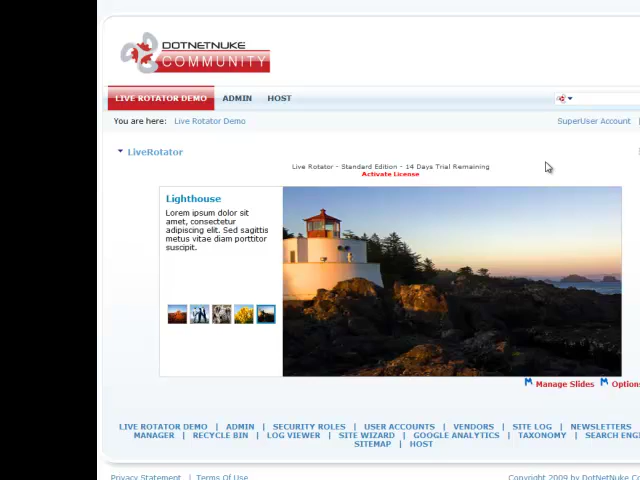 DOTNETNUKE
COMMUNITY
LIVE ROTATOR DEMO ADMIN HOST
You are here: Live Rotator Demo SuperUser Account |
LiveRotator
Live Rotator - Standard Edition - 14 Days Trial Remaining
Activate License
Lighthouse
Lorem ipsum dolor sit
amet, consectetur
adipiscing elit. Sed sagittis
metus vitae diam porttitor
suscipit.
Manage Slides Options
LIVE ROTATOR DEMO | ADMIN | SECURITY ROLES | USER ACCOUNTS | VENDORS | SITE LOG | NEWSLETTERS
MANAGER | RECYCLE BIN | LOG VIEWER | SITE WIZARD | GOOGLE ANALYTICS | TAXONOMY | SEARCH ENG
SITEMAP | HOST
Privacy Statement | Terms Of Use Copyright 2009 by DotNetNuke Co